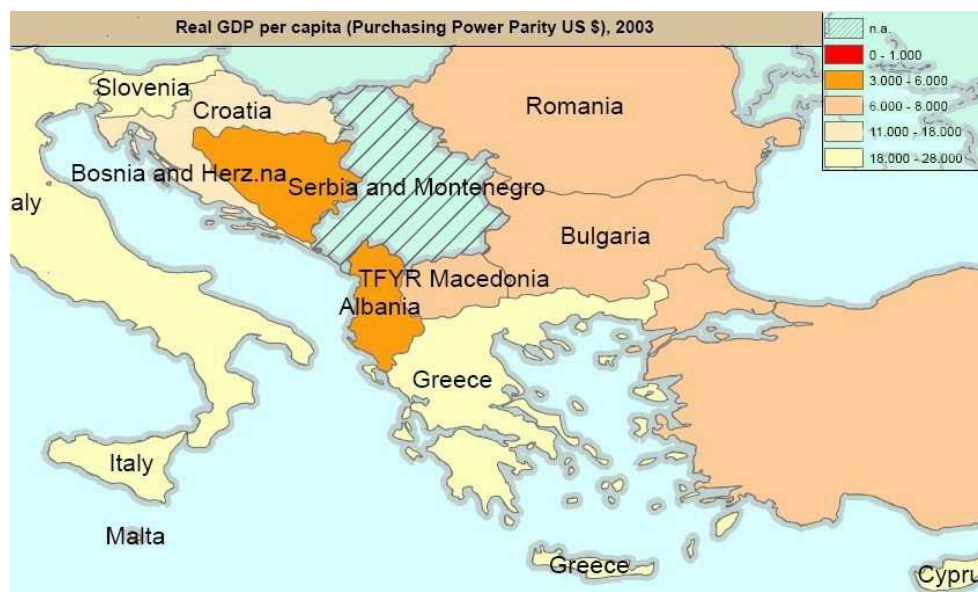 Real GDP per capita (Purchasing Power Parity US $), 2003
n.a.
0 - 1.000
3.000 - 6.000
6.000 - 8.000
11.000 - 18.000
18.000 - 28.000
Slovenia
Croatia
Romania
Bosnia and Herz.na
Serbia and Montenegro
aly
Bulgaria
TFYR Macedonia
Albania
Greece
Italy
Malta
Greece
Cypru